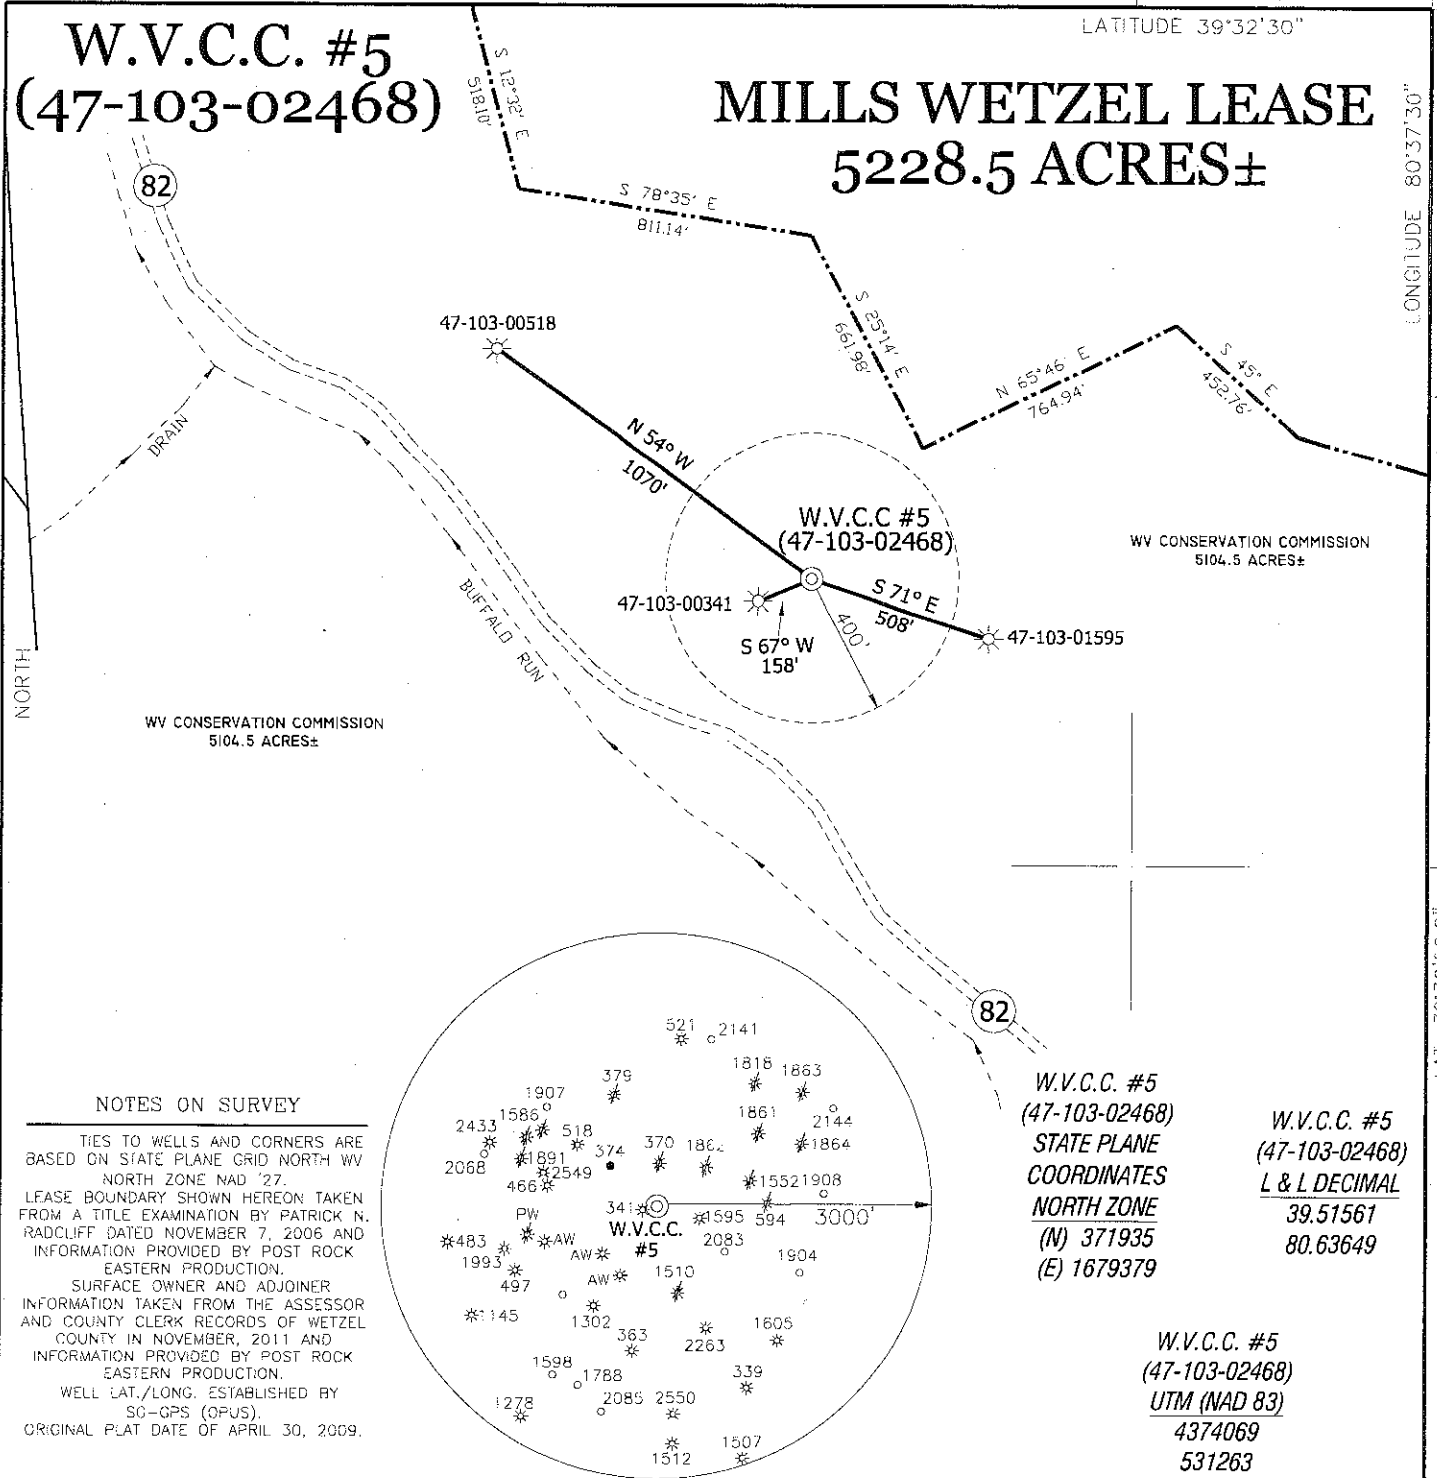 LATITUDE 39°32'30"
W.V.C.C. #5
(47-103-02468)
MILLS WETZEL LEASE
5228.5 ACRES±
LONGITUDE 80°37'30"
S 12°32' E
518.10'
82
S 78°35' E
811.14'
S 25°14' E
661.98'
N 65°46' E
764.94'
S 45° E
452.76'
47-103-00518
DRAIN
N 54° W
1070'
W.V.C.C #5
(47-103-02468)
WV CONSERVATION COMMISSION
5104.5 ACRES±
47-103-00341
S 71° E
508'
47-103-01595
S 67° W
158'
400'
BUFFALO RUN
NORTH
WV CONSERVATION COMMISSION
5104.5 ACRES±
82
521
2141
1818
1863
379
1907
1586
1861
2144
2433
518
374
370
1864
2068
1891
2549
466
1552
1908
341
W.V.C.C.
#5
1595
594
3000'
PW
483
AW
AW
2083
1993
497
AW
1510
1904
1145
1302
363
2263
1605
1598
1788
339
1278
2085
2550
1512
1507
NOTES ON SURVEY
TIES TO WELLS AND CORNERS ARE
BASED ON STATE PLANE GRID NORTH WV
NORTH ZONE NAD '27.
LEASE BOUNDARY SHOWN HEREON TAKEN
FROM A TITLE EXAMINATION BY PATRICK N.
RADCLIFF DATED NOVEMBER 7, 2006 AND
INFORMATION PROVIDED BY POST ROCK
EASTERN PRODUCTION.
SURFACE OWNER AND ADJOINER
INFORMATION TAKEN FROM THE ASSESSOR
AND COUNTY CLERK RECORDS OF WETZEL
COUNTY IN NOVEMBER, 2011 AND
INFORMATION PROVIDED BY POST ROCK
EASTERN PRODUCTION.
WELL LAT./LONG. ESTABLISHED BY
SG-GPS (OPUS).
ORIGINAL PLAT DATE OF APRIL 30, 2009.
W.V.C.C. #5
(47-103-02468)
STATE PLANE
COORDINATES
NORTH ZONE
(N) 371935
(E) 1679379
W.V.C.C. #5
(47-103-02468)
L & L DECIMAL
39.51561
80.63649
W.V.C.C. #5
(47-103-02468)
UTM (NAD 83)
4374069
531263